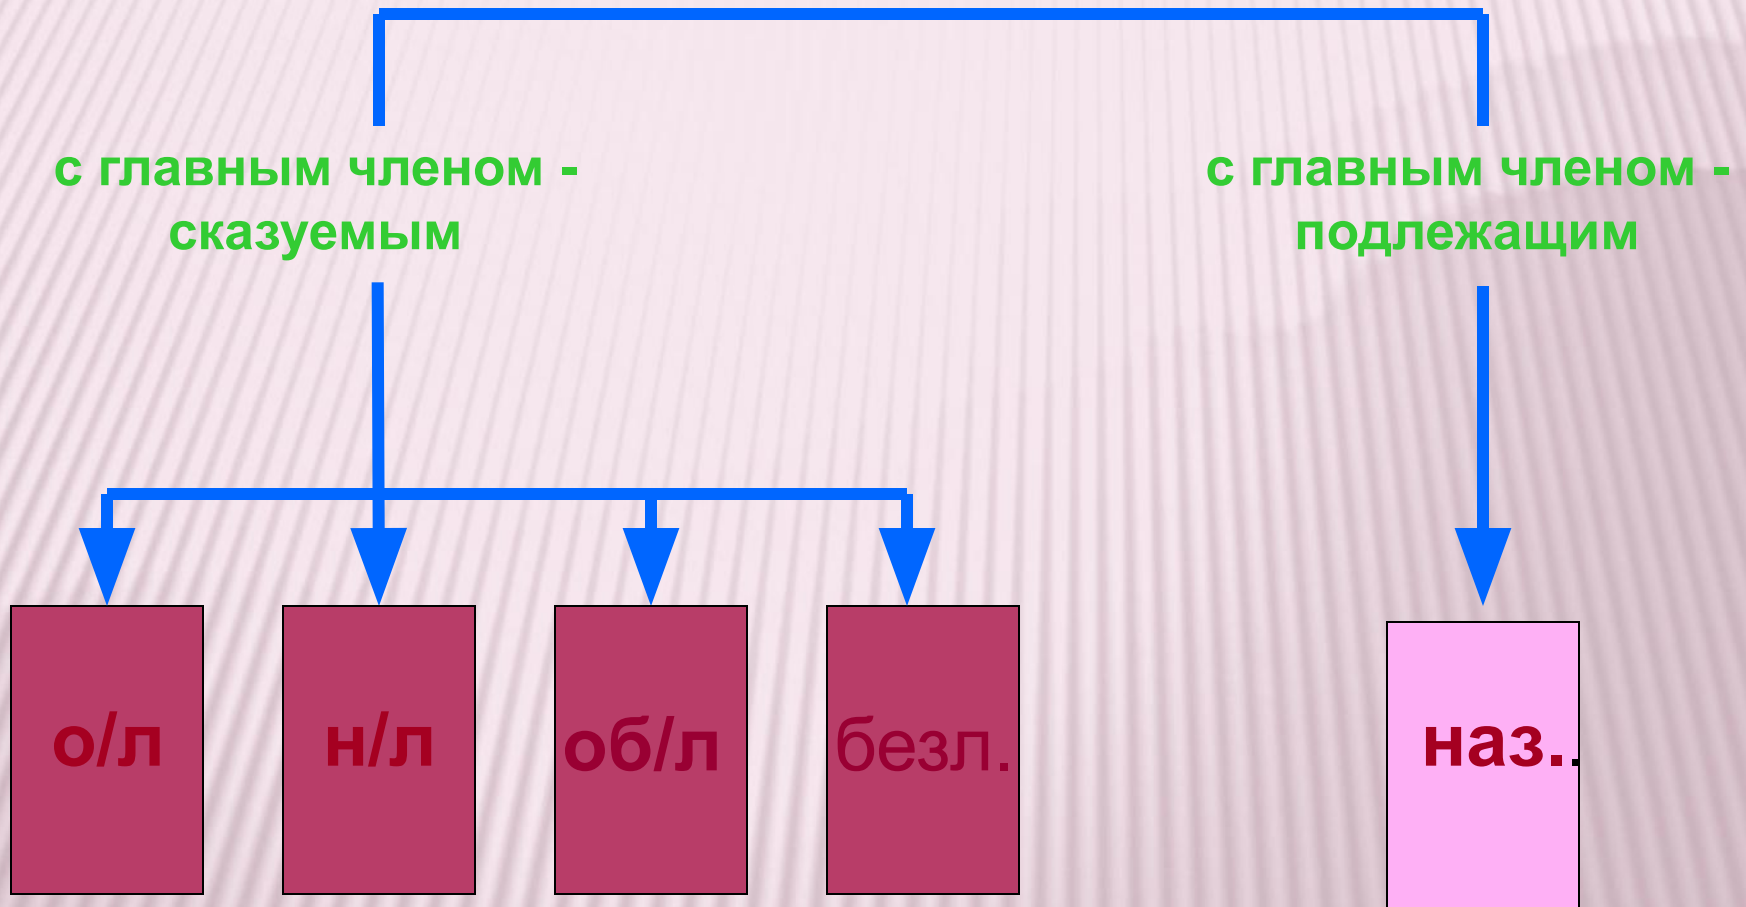 с главным членом -
сказуемым
с главным членом -
подлежащим
о/л
н/л
об/л
безл.
наз..